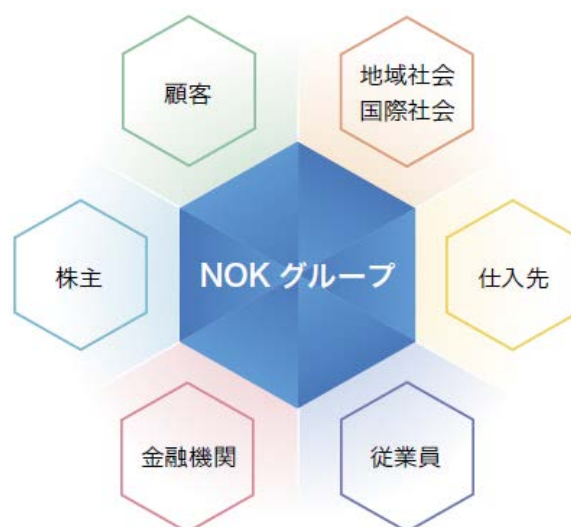 顧客
地域社会
国際社会
株主
NOK グループ
仕入先
金融機関
従業員